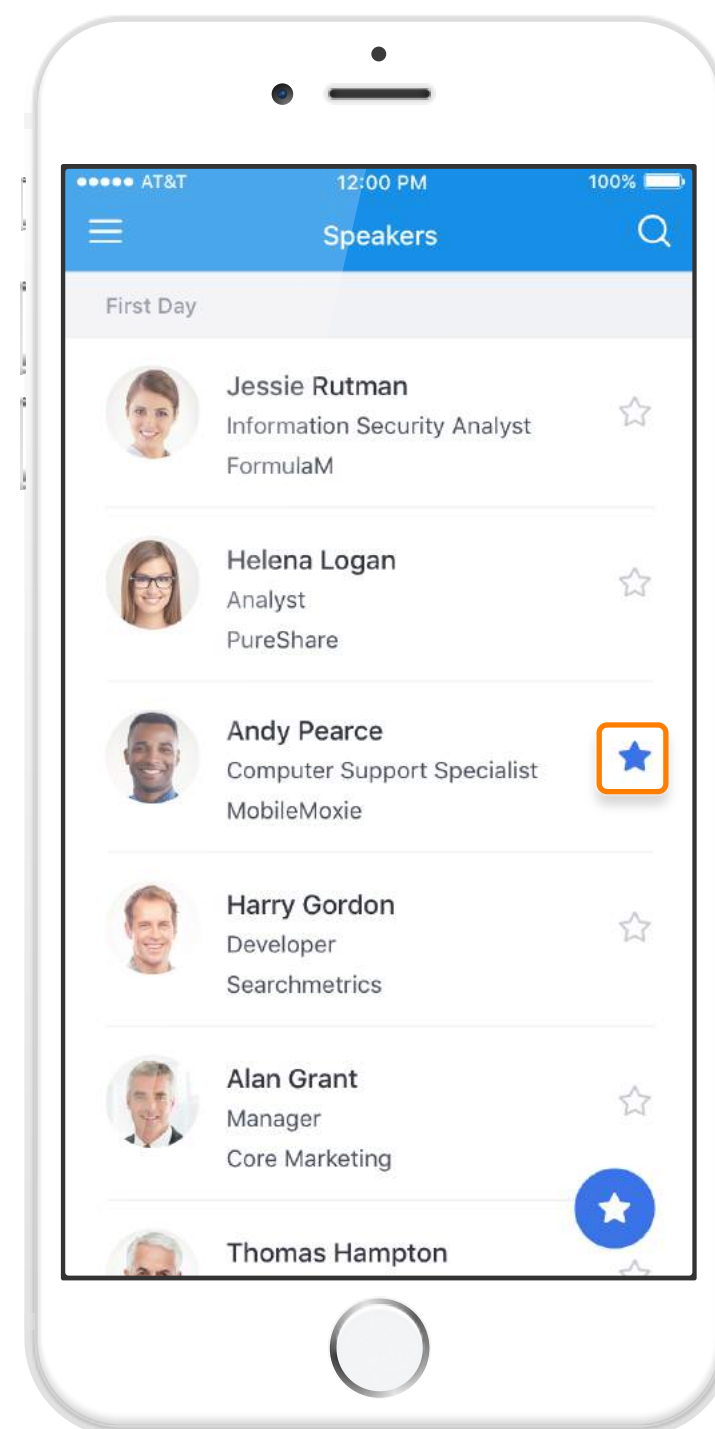 AT&T 12:00 PM 100%
Speakers
First Day
Jessie Rutman
Information Security Analyst
FormulaM
Helena Logan
Analyst
PureShare
Andy Pearce
Computer Support Specialist
MobileMoxie
Harry Gordon
Developer
Searchmetrics
Alan Grant
Manager
Core Marketing
Thomas Hampton